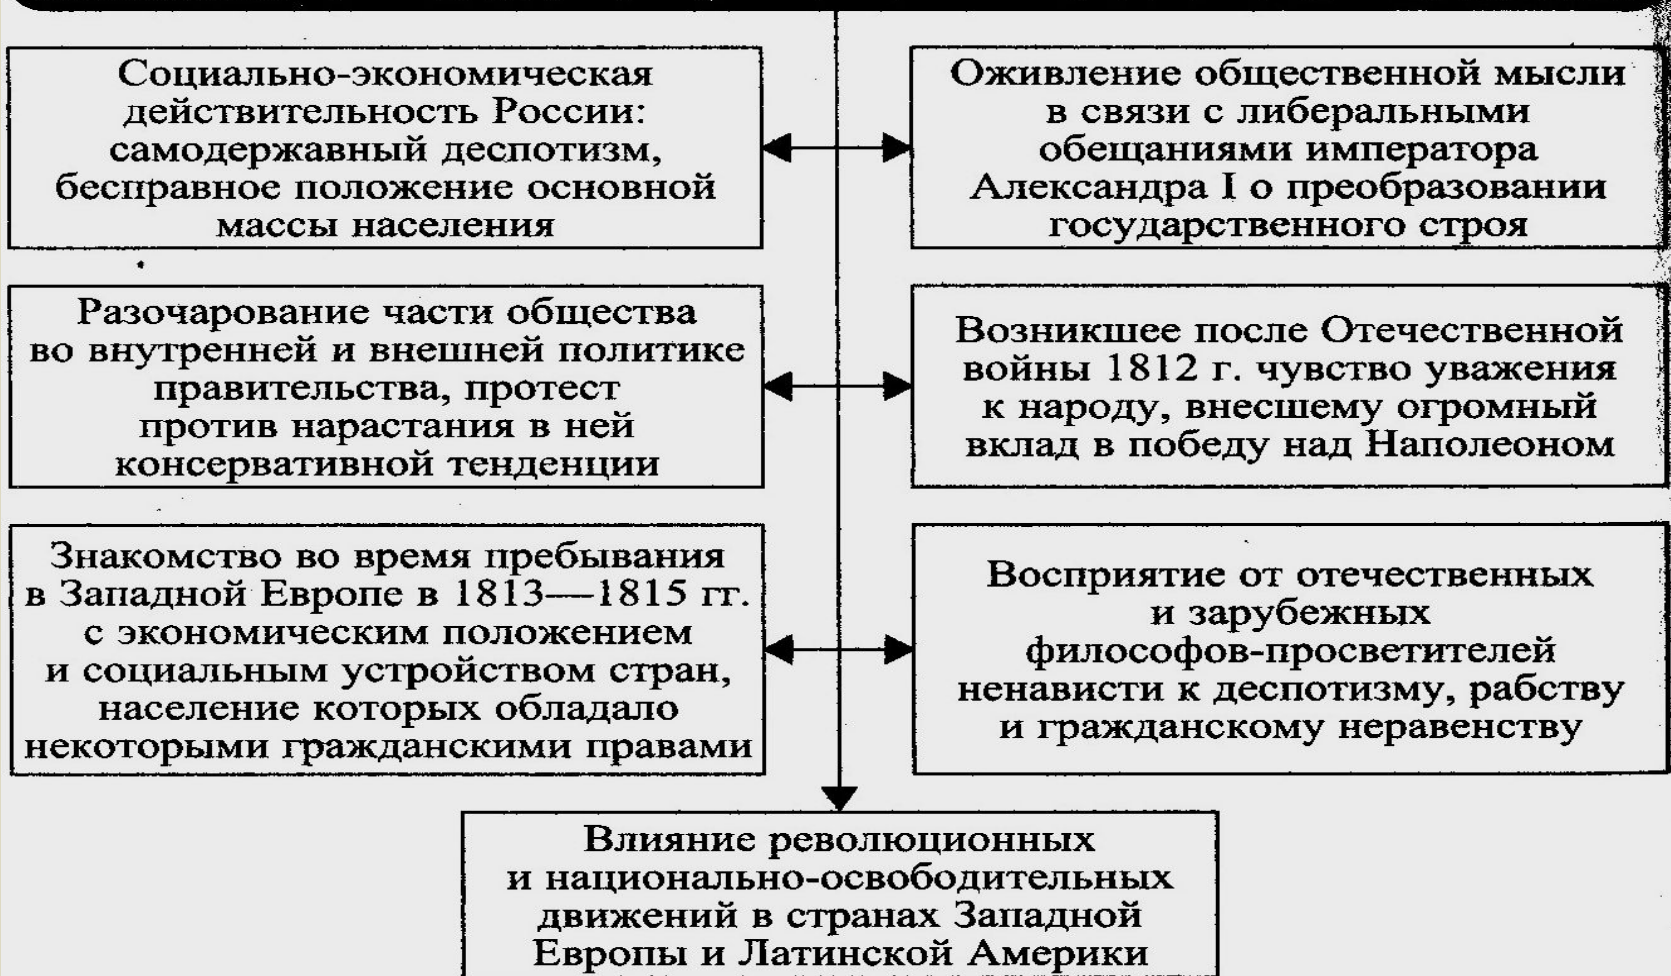 Социально-экономическая
действительность России:
самодержавный деспотизм,
бесправное положение основной
массы населения
Оживление общественной мысли
в связи с либеральными
обещаниями императора
Александра I о преобразовании
государственного строя
Разочарование части общества
во внутренней и внешней политике
правительства, протест
против нарастания в ней
консервативной тенденции
Возникшее после Отечественной
войны 1812 г. чувство уважения
к народу, внесшему огромный
вклад в победу над Наполеоном
Знакомство во время пребывания
в Западной Европе в 1813—1815 гг.
с экономическим положением
и социальным устройством стран,
население которых обладало
некоторыми гражданскими правами
Восприятие от отечественных
и зарубежных
философов-просветителей
ненависти к деспотизму, рабству
и гражданскому неравенству
Влияние революционных
и национально-освободительных
движений в странах Западной
Европы и Латинской Америки